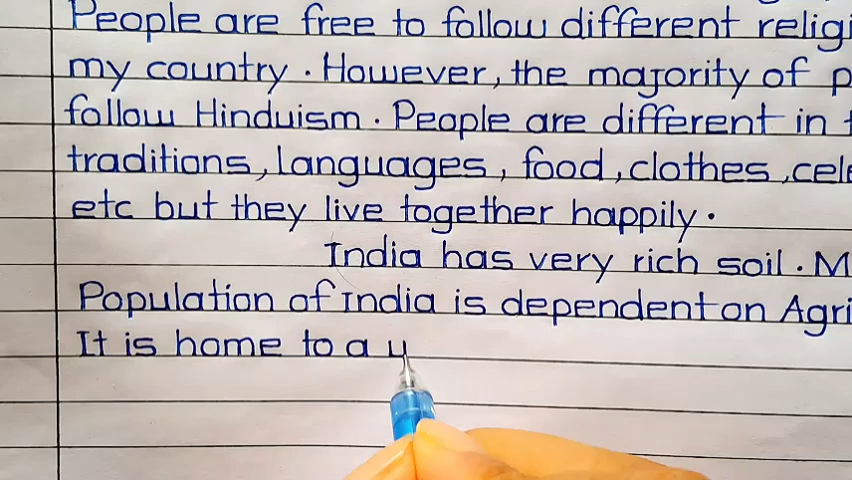 People are free to follow different religi
my country. However, the majority of p
follow Hinduism. People are different in t
traditions, languages, food, clothes, cele
etc but they live together happily.
India has very rich soil. M
Population of India is dependent on Agri
It is home to a